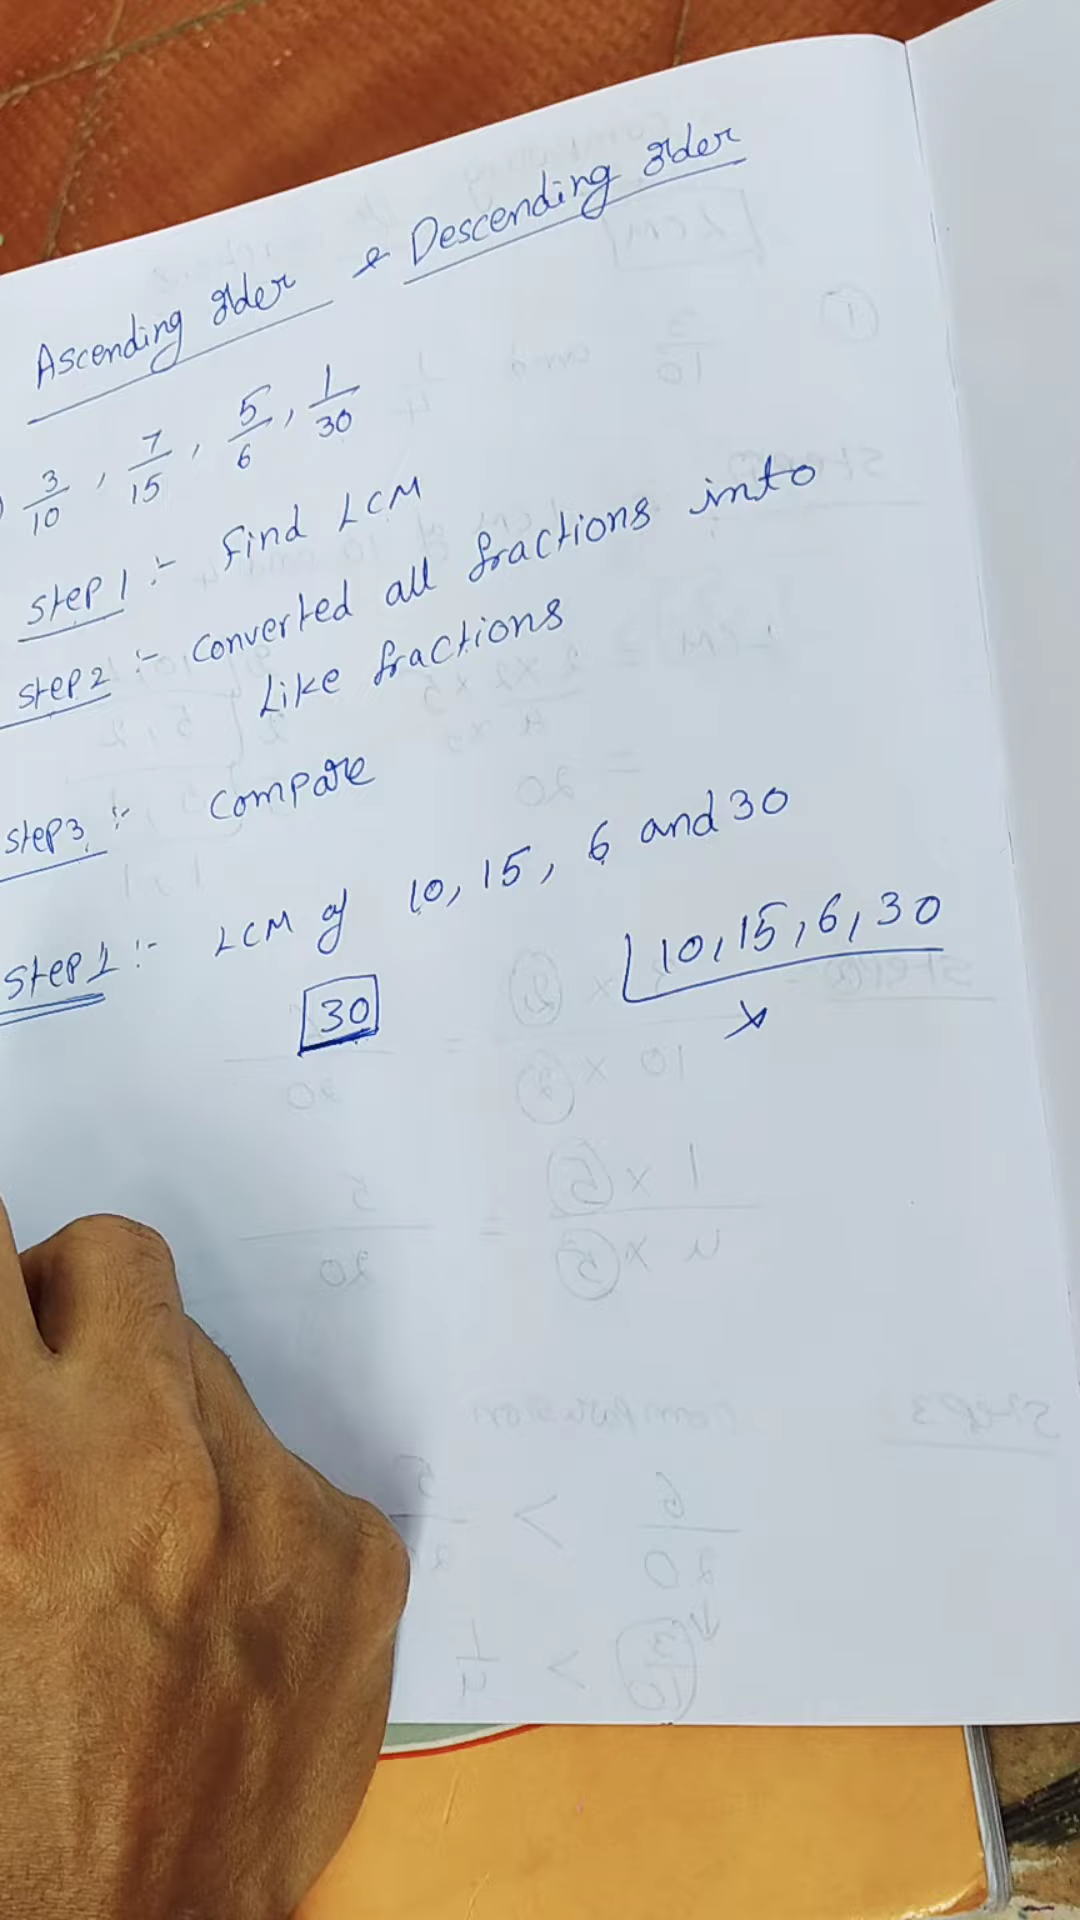 Ascending order & Descending order
3/10, 7/15, 5/6, 1/30
Step 1 :- Find LCM
Step 2 :- Converted all fractions into
Like fractions
Step 3 :- Compare
Step 1 :- LCM of 10, 15, 6 and 30
30
10, 15, 6, 30